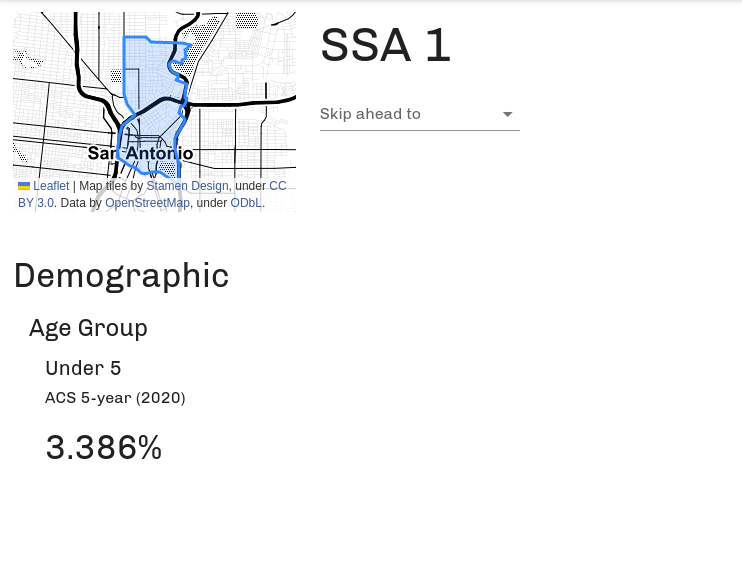 San Antonio
Leaflet | Map tiles by Stamen Design, under CC
BY 3.0. Data by OpenStreetMap, under ODbL.
SSA 1
Skip ahead to
Demographic
Age Group
Under 5
ACS 5-year (2020)
3.386%